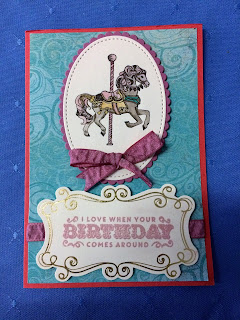 I LOVE WHEN YOUR
BIRTHDAY
COMES AROUND